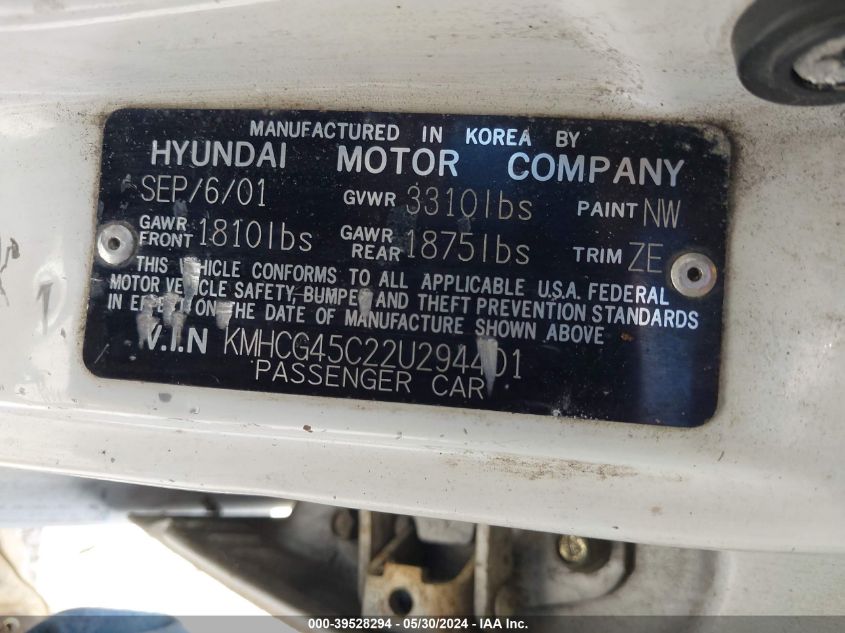 MANUFACTURED IN KOREA BY
HYUNDAI MOTOR COMPANY
SEP/6/01 GVWR 3310lbs PAINT NW
GAWR FRONT 1810lbs GAWR REAR 1875lbs TRIM ZE
THIS VEHICLE CONFORMS TO ALL APPLICABLE U.S.A. FEDERAL
MOTOR VEHICLE SAFETY, BUMPER AND THEFT PREVENTION STANDARDS
IN EFFECT ON THE DATE OF MANUFACTURE SHOWN ABOVE
V.I.N KMHCG45C22U294401
PASSENGER CAR
000-39528294 - 05/30/2024 - IAA Inc.